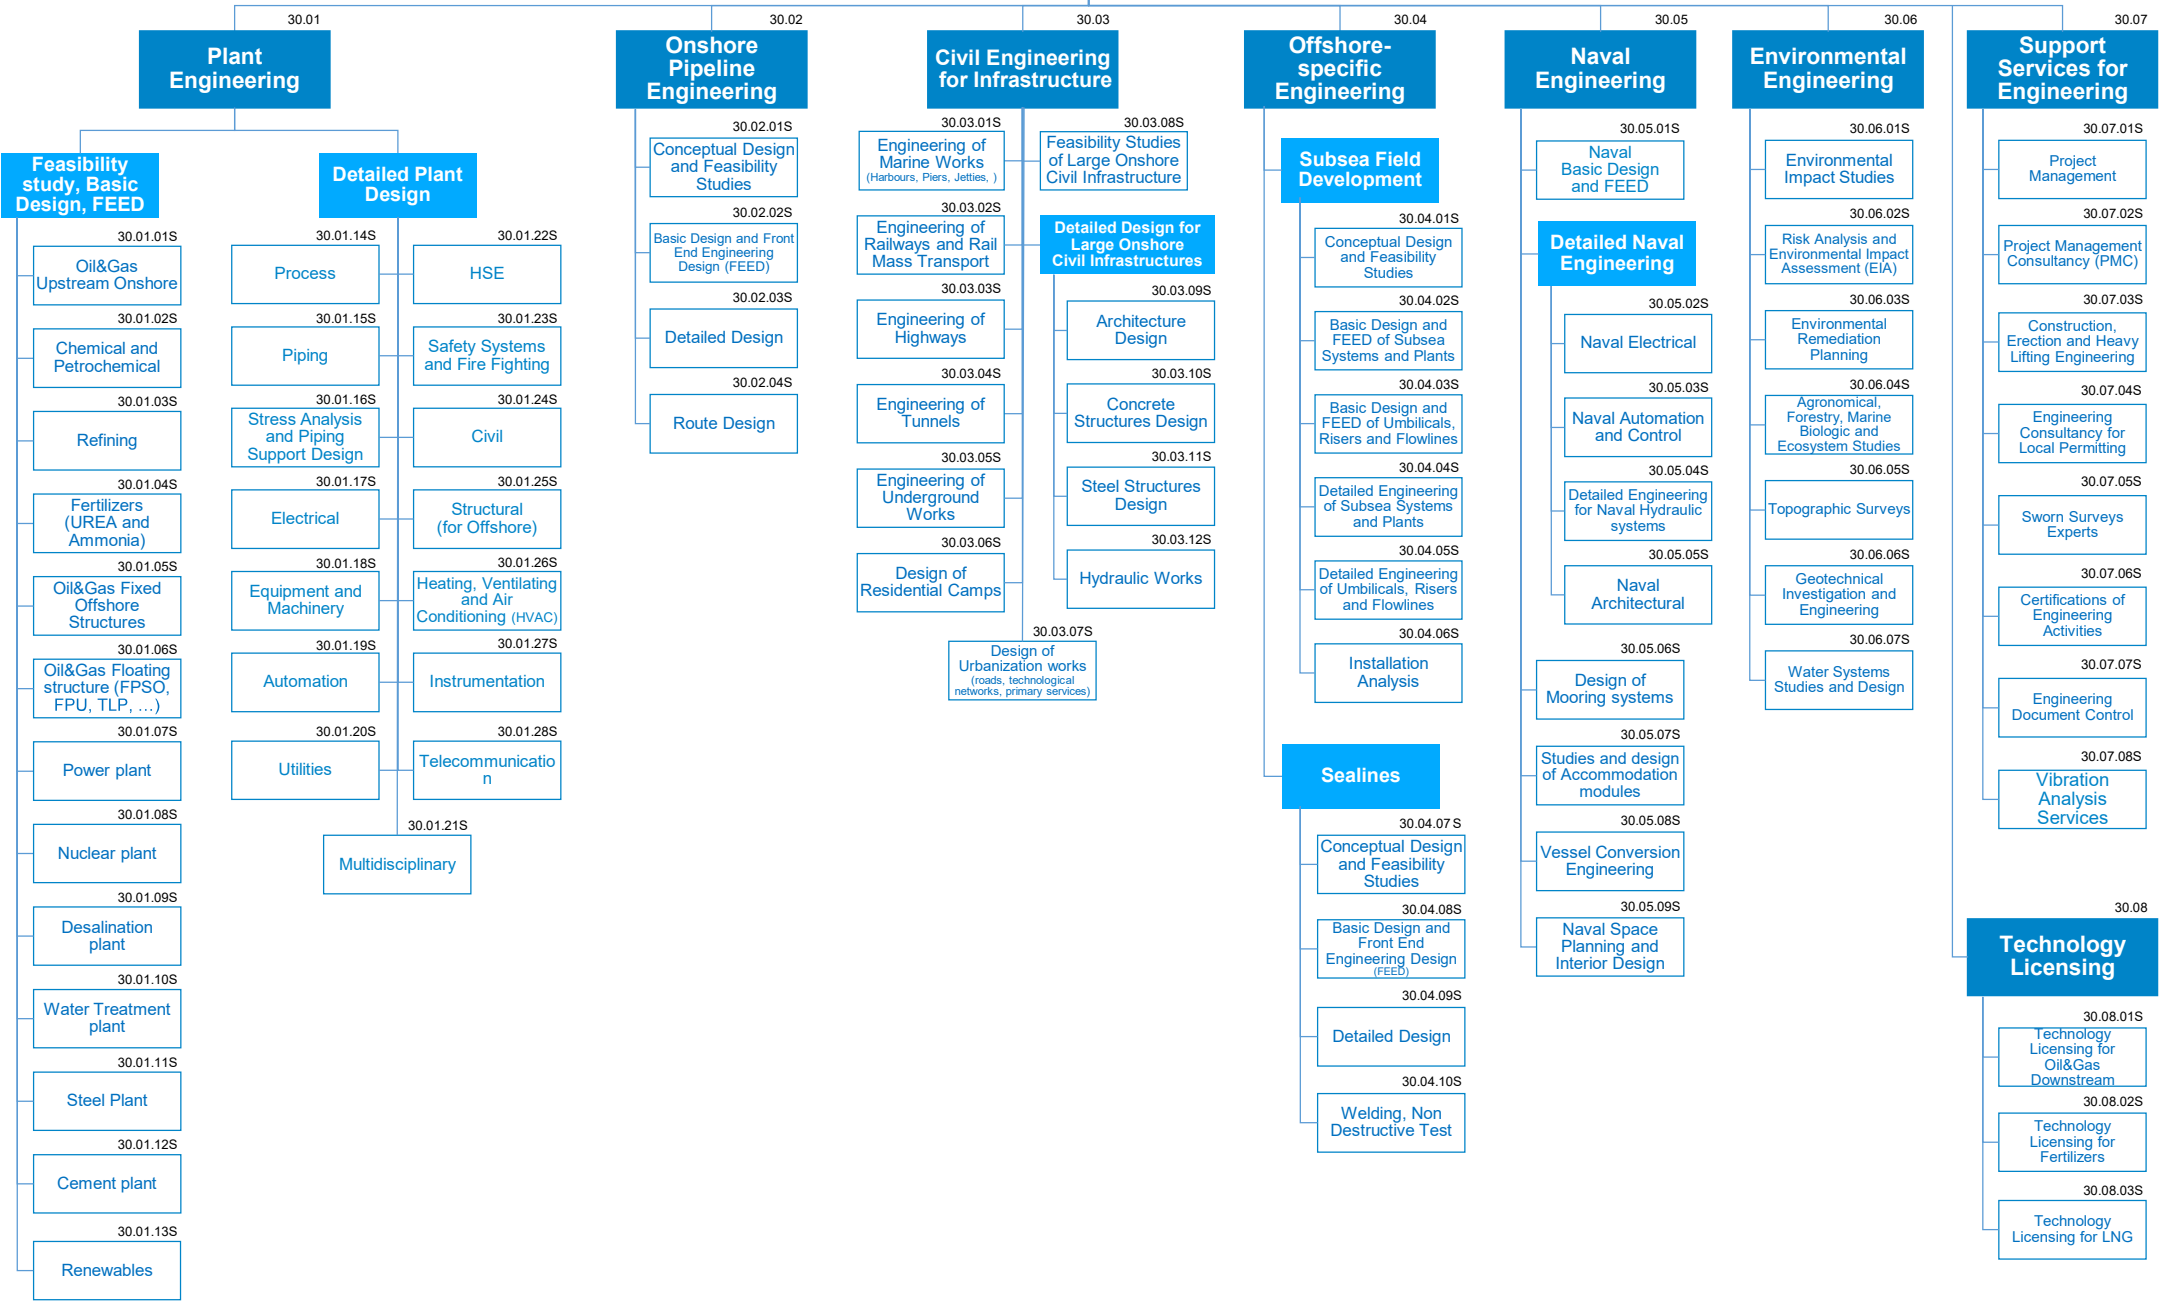 30.01
Plant
Engineering
Feasibility
study, Basic
Design, FEED
30.01.01S
Oil&Gas
Upstream Onshore
30.01.02S
Chemical and
Petrochemical
30.01.03S
Refining
30.01.04S
Fertilizers
(UREA and
Ammonia)
30.01.05S
Oil&Gas Fixed
Offshore
Structures
30.01.06S
Oil&Gas Floating
structure (FPSO,
FPU, TLP, …)
30.01.07S
Power plant
30.01.08S
Nuclear plant
30.01.09S
Desalination
plant
30.01.10S
Water Treatment
plant
30.01.11S
Steel Plant
30.01.12S
Cement plant
30.01.13S
Renewables
Detailed Plant
Design
30.01.14S
Process
30.01.15S
Piping
30.01.16S
Stress Analysis
and Piping
Support Design
30.01.17S
Electrical
30.01.18S
Equipment and
Machinery
30.01.19S
Automation
30.01.20S
Utilities
30.01.21S
Multidisciplinary
30.01.22S
HSE
30.01.23S
Safety Systems
and Fire Fighting
30.01.24S
Civil
30.01.25S
Structural
(for Offshore)
30.01.26S
Heating, Ventilating
and Air
Conditioning (HVAC)
30.01.27S
Instrumentation
30.01.28S
Telecommunicatio
n
30.02
Onshore
Pipeline
Engineering
30.02.01S
Conceptual Design
and Feasibility
Studies
30.02.02S
Basic Design and Front
End Engineering
Design (FEED)
30.02.03S
Detailed Design
30.02.04S
Route Design
30.03
Civil Engineering
for Infrastructure
30.03.01S
Engineering of
Marine Works
(Harbours, Piers, Jetties, )
30.03.02S
Engineering of
Railways and Rail
Mass Transport
30.03.03S
Engineering of
Highways
30.03.04S
Engineering of
Tunnels
30.03.05S
Engineering of
Underground
Works
30.03.06S
Design of
Residential Camps
30.03.07S
Design of
Urbanization works
(roads, technological
networks, primary services)
30.03.08S
Feasibility Studies
of Large Onshore
Civil Infrastructure
Detailed Design for
Large Onshore
Civil Infrastructures
30.03.09S
Architecture
Design
30.03.10S
Concrete
Structures Design
30.03.11S
Steel Structures
Design
30.03.12S
Hydraulic Works
30.04
Offshore-
specific
Engineering
Subsea Field
Development
30.04.01S
Conceptual Design
and Feasibility
Studies
30.04.02S
Basic Design and
FEED of Subsea
Systems and Plants
30.04.03S
Basic Design and
FEED of Umbilicals,
Risers and Flowlines
30.04.04S
Detailed Engineering
of Subsea Systems
and Plants
30.04.05S
Detailed Engineering
of Umbilicals, Risers
and Flowlines
30.04.06S
Installation
Analysis
Sealines
30.04.07S
Conceptual Design
and Feasibility
Studies
30.04.08S
Basic Design and
Front End
Engineering Design
(FEED)
30.04.09S
Detailed Design
30.04.10S
Welding, Non
Destructive Test
30.05
Naval
Engineering
30.05.01S
Naval
Basic Design
and FEED
Detailed Naval
Engineering
30.05.02S
Naval Electrical
30.05.03S
Naval Automation
and Control
30.05.04S
Detailed Engineering
for Naval Hydraulic
systems
30.05.05S
Naval
Architectural
30.05.06S
Design of
Mooring systems
30.05.07S
Studies and design
of Accommodation
modules
30.05.08S
Vessel Conversion
Engineering
30.05.09S
Naval Space
Planning and
Interior Design
30.06
Environmental
Engineering
30.06.01S
Environmental
Impact Studies
30.06.02S
Risk Analysis and
Environmental Impact
Assessment (EIA)
30.06.03S
Environmental
Remediation
Planning
30.06.04S
Agronomical,
Forestry, Marine
Biologic and
Ecosystem Studies
30.06.05S
Topographic Surveys
30.06.06S
Geotechnical
Investigation and
Engineering
30.06.07S
Water Systems
Studies and Design
30.07
Support
Services for
Engineering
30.07.01S
Project
Management
30.07.02S
Project Management
Consultancy (PMC)
30.07.03S
Construction,
Erection and Heavy
Lifting Engineering
30.07.04S
Engineering
Consultancy for
Local Permitting
30.07.05S
Sworn Surveys
Experts
30.07.06S
Certifications of
Engineering
Activities
30.07.07S
Engineering
Document Control
30.07.08S
Vibration
Analysis
Services
30.08
Technology
Licensing
30.08.01S
Technology
Licensing for
Oil&Gas
Downstream
30.08.02S
Technology
Licensing for
Fertilizers
30.08.03S
Technology
Licensing for LNG